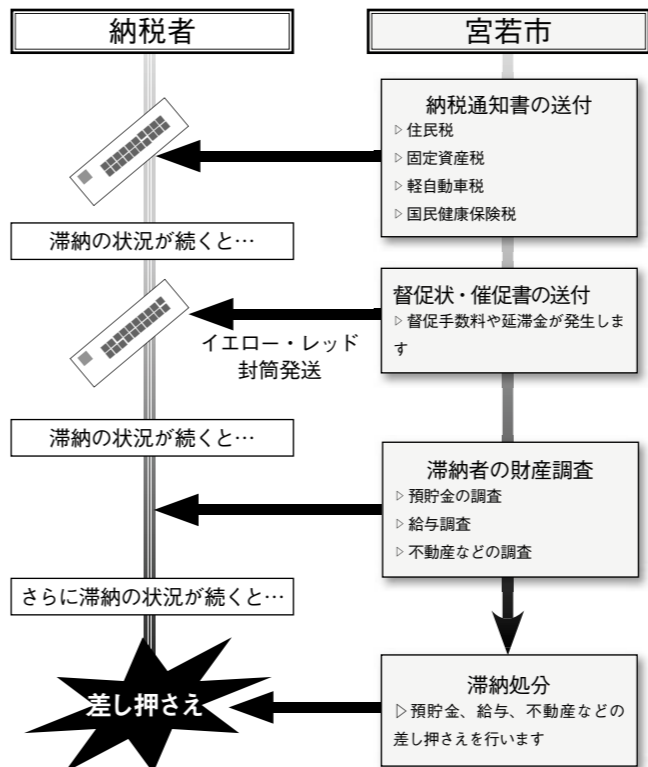 納税者
宮若市
納税通知書の送付
▷住民税
▷固定資産税
▷軽自動車税
▷国民健康保険税
滞納の状況が続くと…
督促状・催促書の送付
▷督促手数料や延滞金が発生しま
す
イエロー・レッド
封筒発送
滞納の状況が続くと…
滞納者の財産調査
▷預貯金の調査
▷給与調査
▷不動産などの調査
さらに滞納の状況が続くと…
滞納処分
▷預貯金、給与、不動産などの
差し押さえを行います
差し押さえ